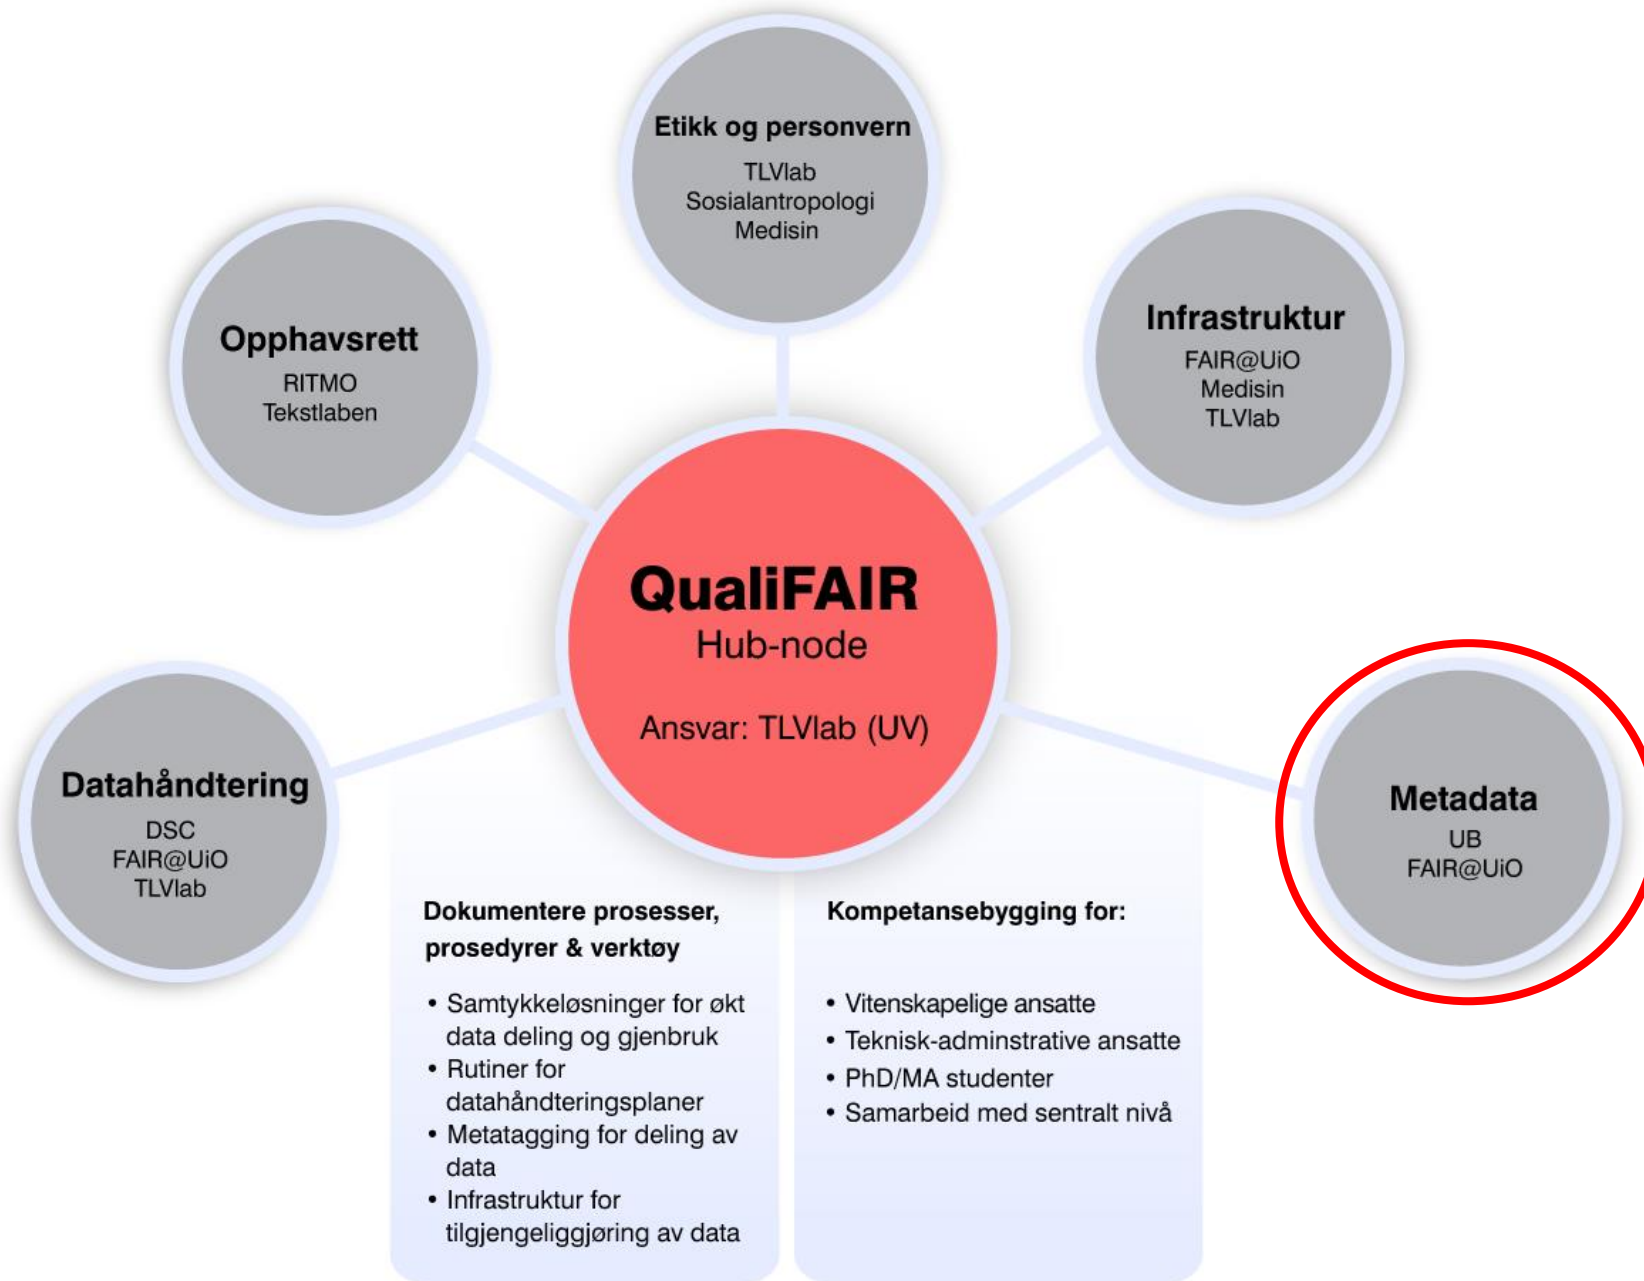 Etikk og personvern
TLVlab
Sosialantropologi
Medisin
Opphavsrett
RITMO
Tekstlaben
Infrastruktur
FAIR@UiO
Medisin
TLVlab
QualiFAIR
Hub-node
Ansvar: TLVlab (UV)
Datahåndtering
DSC
FAIR@UiO
TLVlab
Metadata
UB
FAIR@UiO
Dokumentere prosesser,
prosedyrer & verktøy
• Samtykkeløsninger for økt
data deling og gjenbruk
• Rutiner for
datahåndteringsplaner
• Metatagging for deling av
data
• Infrastruktur for
tilgjengeliggjøring av data
Kompetansebygging for:
• Vitenskapelige ansatte
• Teknisk-adminstrative ansatte
• PhD/MA studenter
• Samarbeid med sentralt nivå